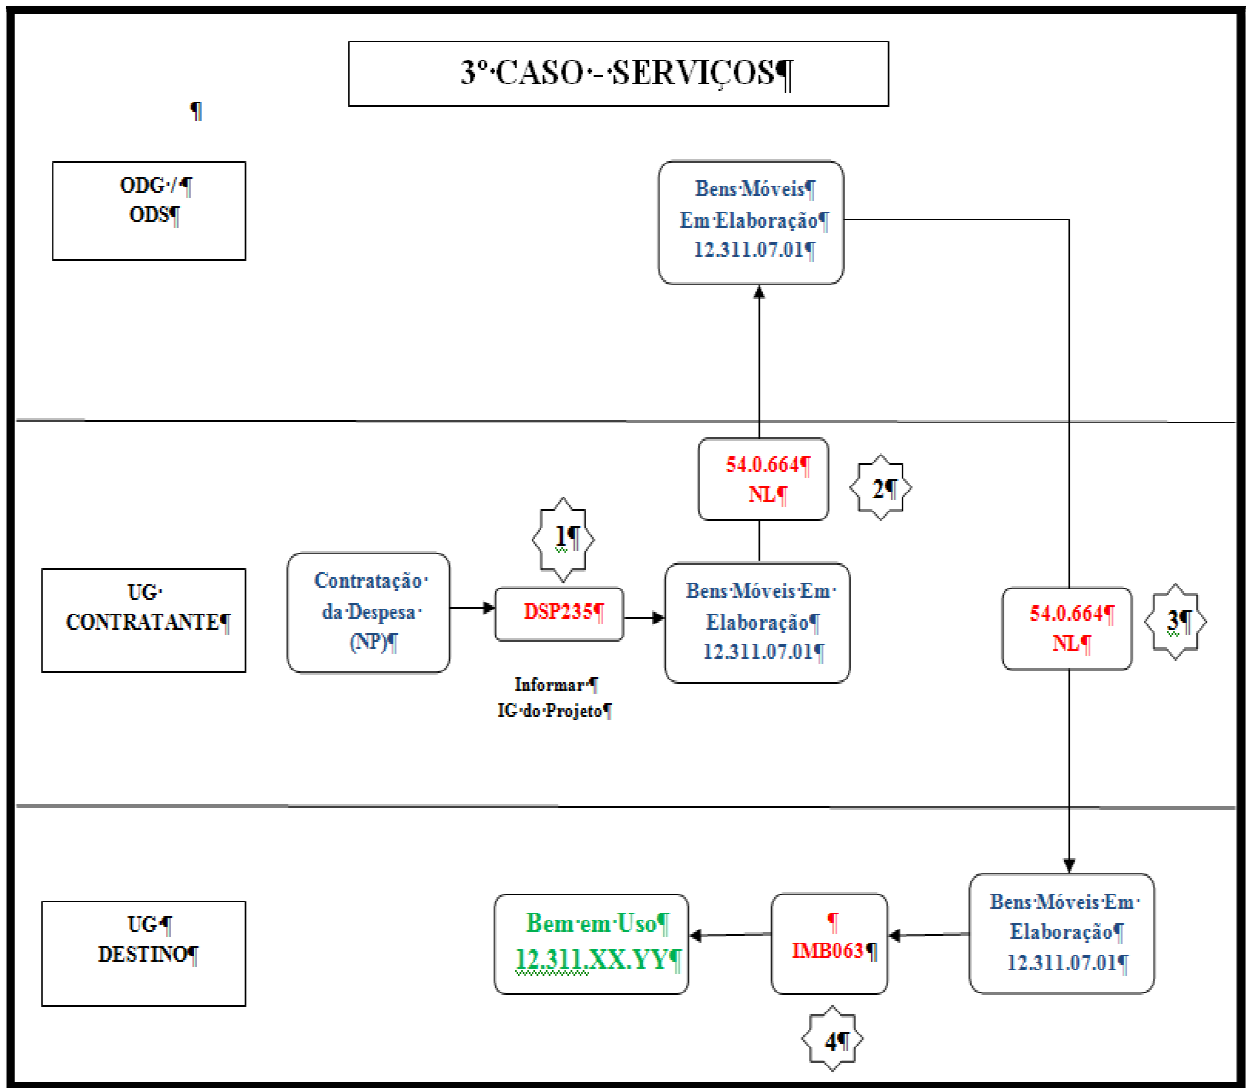 3º·CASO·-·SERVIÇOS¶
¶
ODG·/·¶
ODS¶
Bens·Móveis¶
Em·Elaboração¶
12.311.07.01¶
54.0.664¶
NL¶
2¶
1¶
UG·
CONTRATANTE¶
Contratação·
da·Despesa·
(NP)¶
DSP235¶
Informar·¶
IG·do·Projeto¶
Bens·Móveis·Em·
Elaboração¶
12.311.07.01¶
54.0.664¶
NL¶
3¶
UG·¶
DESTINO¶
Bem·em·Uso¶
12.311.XX.YY¶
¶
IMB063¶
4¶
Bens·Móveis·Em·
Elaboração¶
12.311.07.01¶